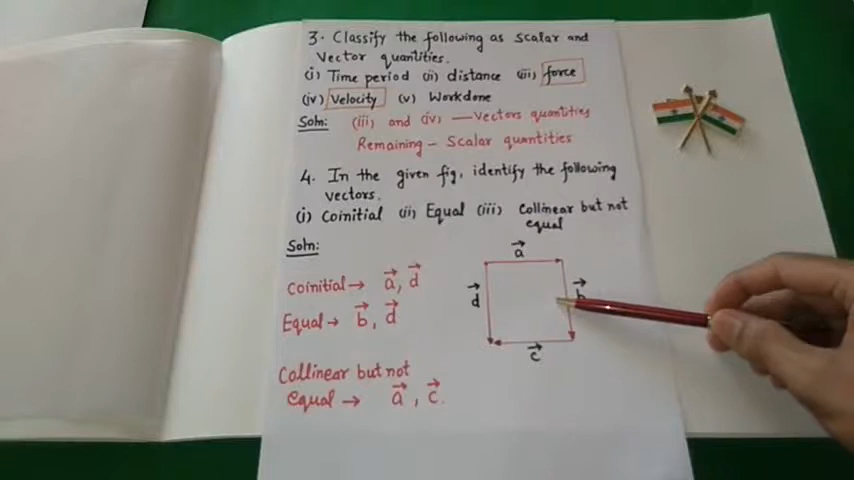 3. Classify the following as scalar and
Vector quantities.
(i) Time period (ii) distance (iii) force
(iv) Velocity (v) Workdone
Soln: (iii) and (iv) — Vectors quantities
Remaining - Scalar quantities
4. In the given fig, identify the following
vectors.
(i) Coinitial (ii) Equal (iii) Collinear but not
equal
Soln:
Coinitial → a⃗, d⃗
Equal → b⃗, d⃗
Collinear but not
equal → a⃗, c⃗.
a⃗
d⃗
b⃗
c⃗